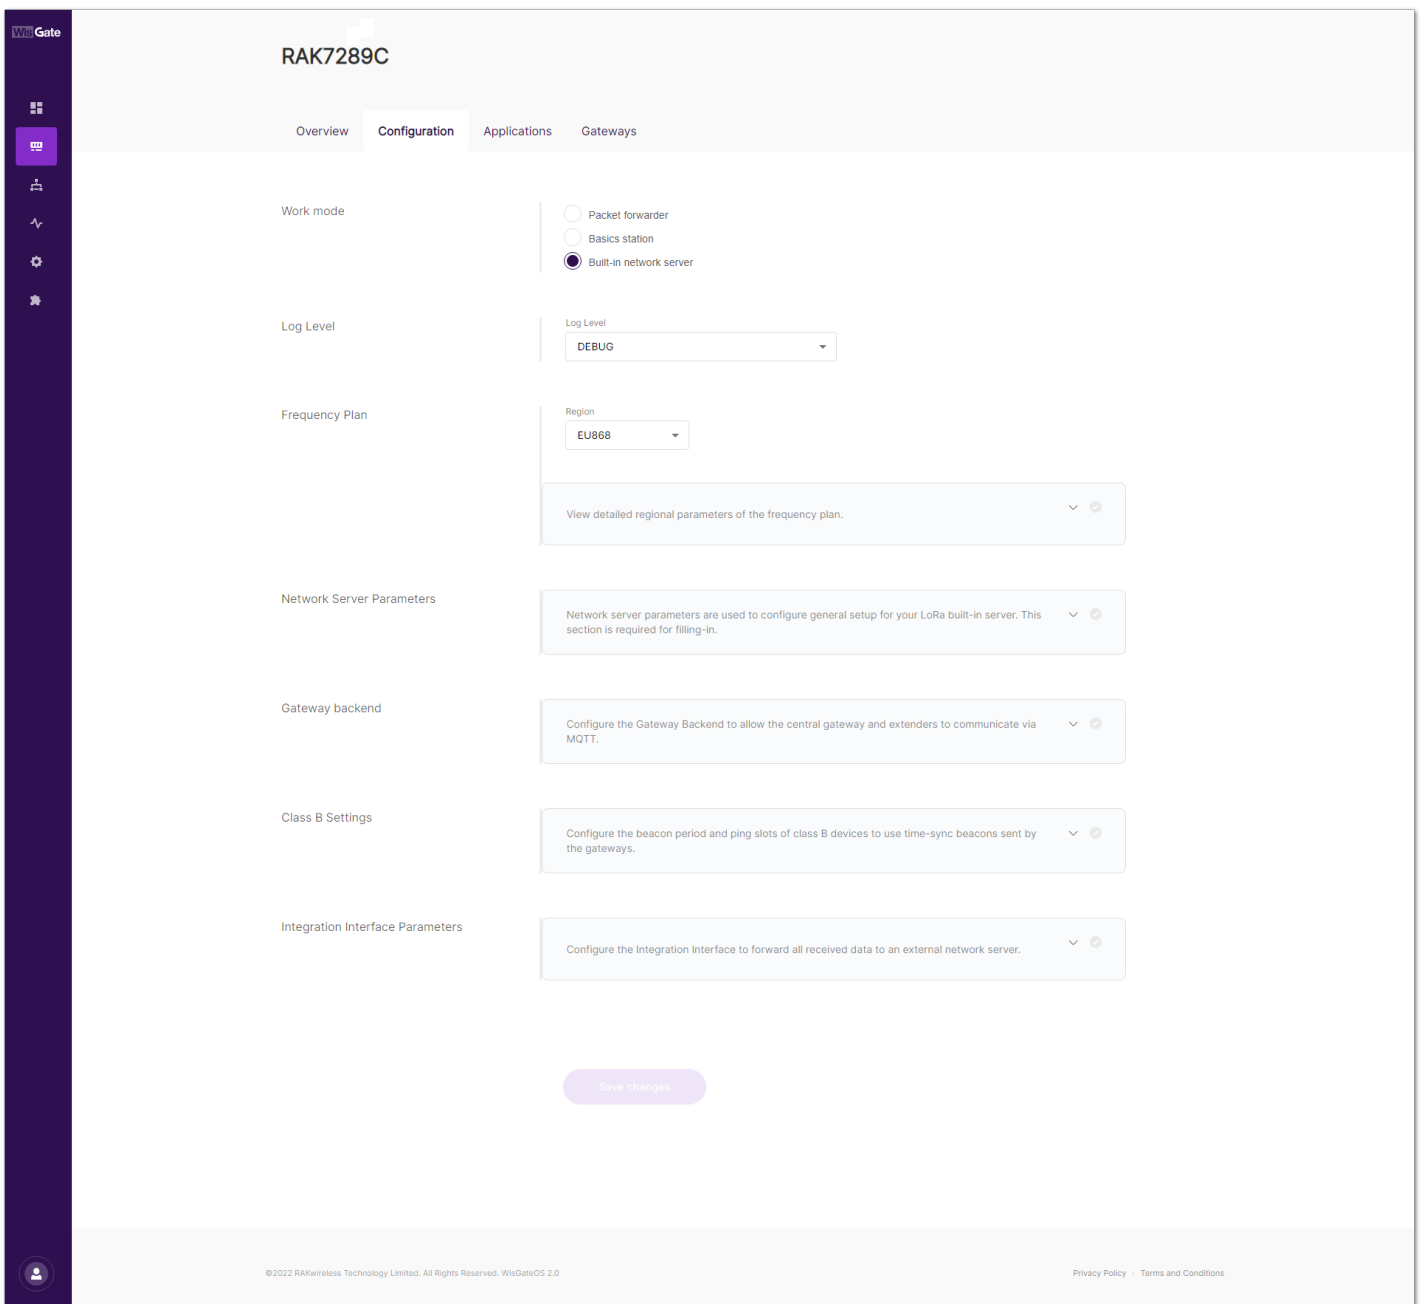 WisGate
RAK7289C
Overview
Configuration
Applications
Gateways
Work mode
Packet forwarder
Basics station
Built-in network server
Log Level
Log Level
DEBUG
Frequency Plan
Region
EU868
View detailed regional parameters of the frequency plan.
Network Server Parameters
Network server parameters are used to configure general setup for your LoRa built-in server. This
section is required for filling-in.
Gateway backend
Configure the Gateway Backend to allow the central gateway and extenders to communicate via
MQTT.
Class B Settings
Configure the beacon period and ping slots of class B devices to use time-sync beacons sent by
the gateways.
Integration Interface Parameters
Configure the Integration Interface to forward all received data to an external network server.
Save changes
©2022 RAKwireless Technology Limited. All Rights Reserved. WisGateOS 2.0
Privacy Policy · Terms and Conditions